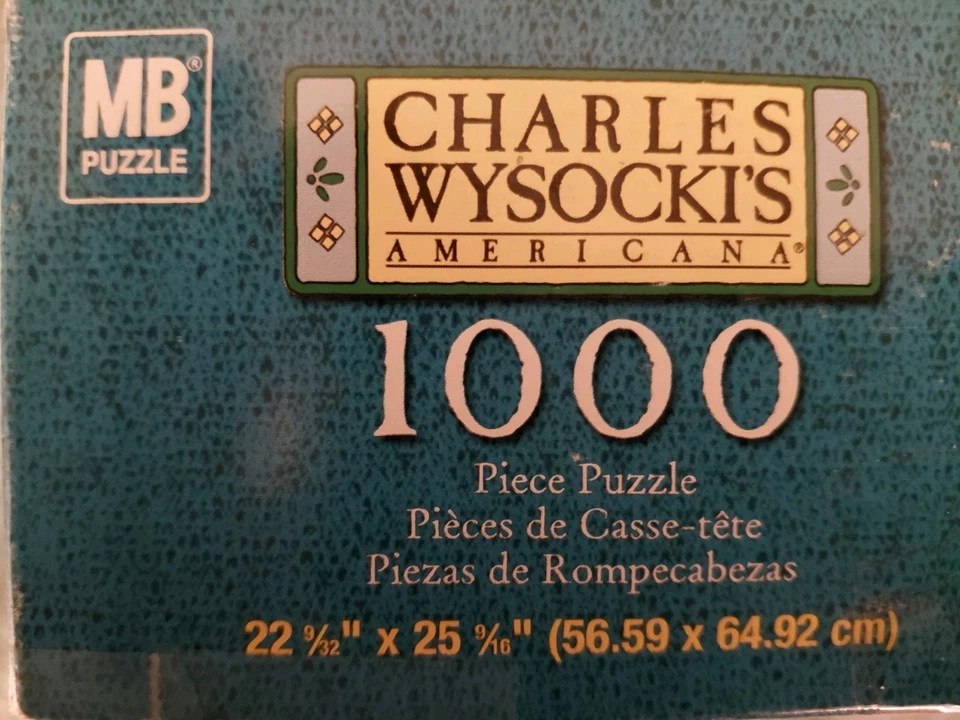 MB®
PUZZLE
CHARLES
WYSOCKI'S
AMERICANA®
1000
Piece Puzzle
Pièces de Casse-tête
Piezas de Rompecabezas
22 9/32" x 25 9/16" (56.59 x 64.92 cm)